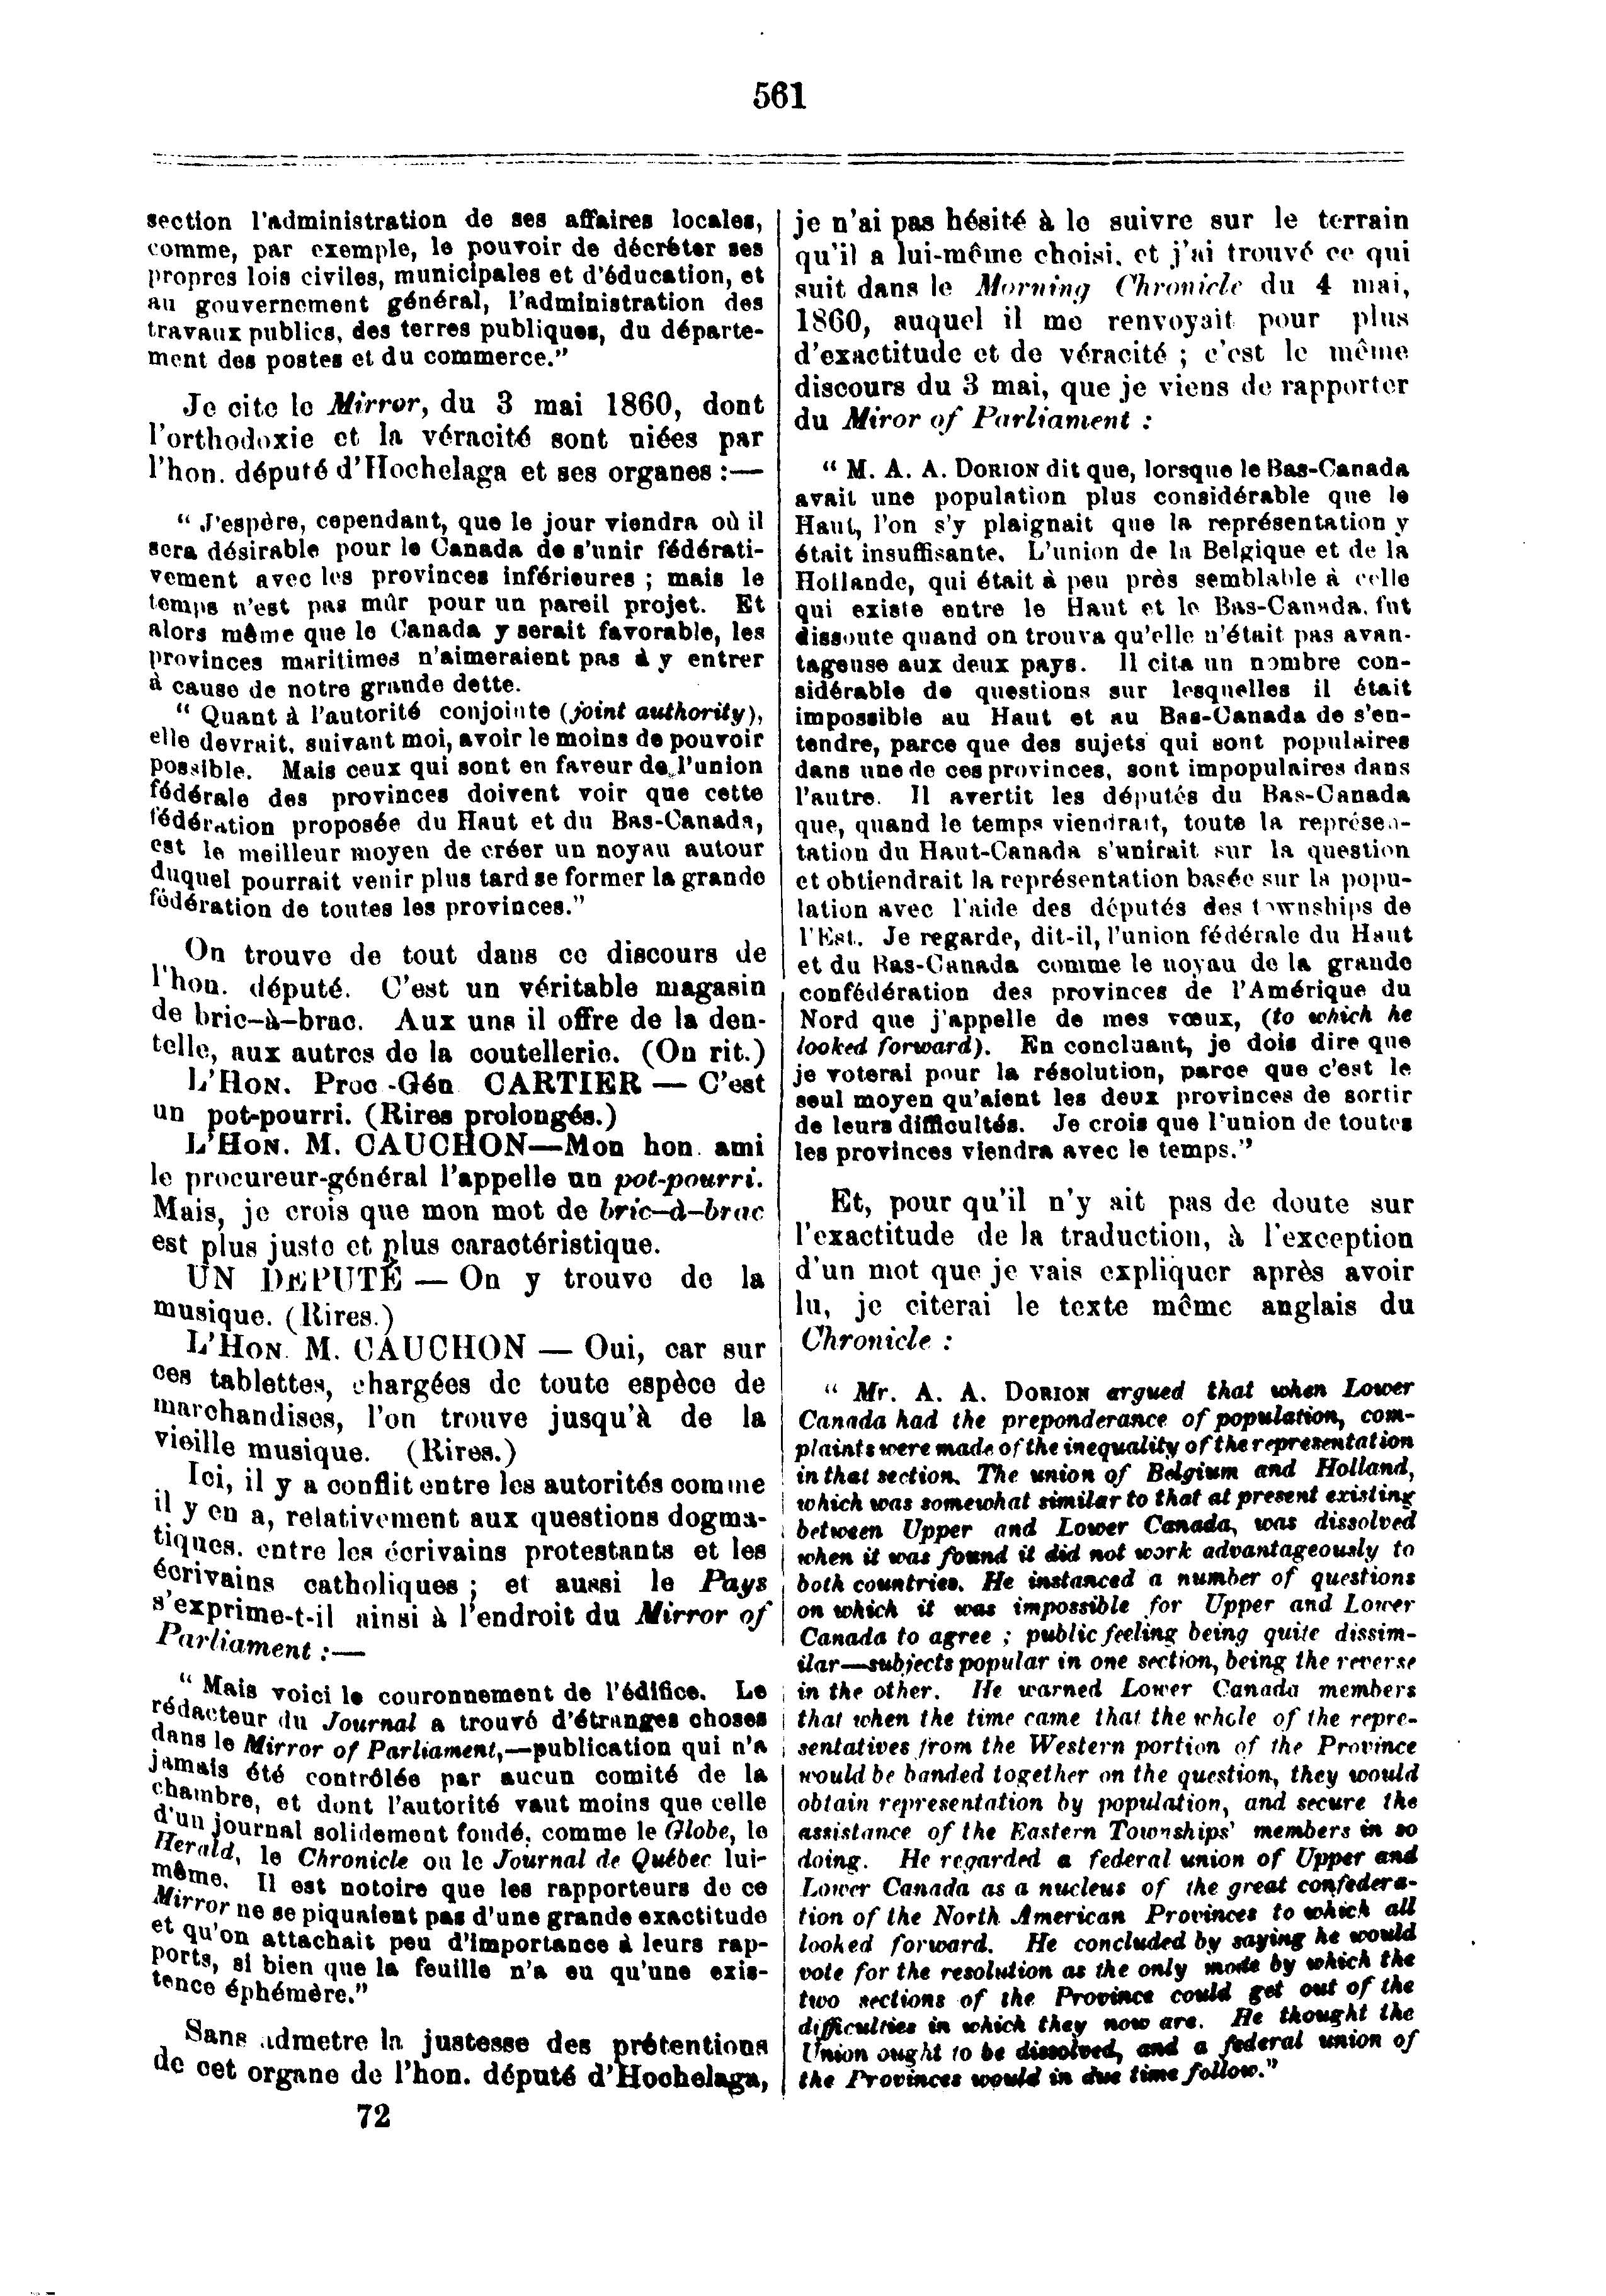 561
section l'administration de ses affaires locales,
comme, par exemple, le pouvoir de décréter ses
propres lois civiles, municipales et d'éducation, et
au gouvernement général, l'administration des
travaux publics, des terres publiques, du départe-
ment des postes et du commerce."
Je cite le Mirror, du 3 mai 1860, dont
l'orthodoxie et la véracité sont niées par
l'hon. député d'Hochelaga et ses organes :—
" J'espère, cependant, que le jour viendra où il
sera désirable pour le Canada de s'unir fédérati-
vement avec les provinces inférieures ; mais le
temps n'est pas mûr pour un pareil projet. Et
alors même que le Canada y serait favorable, les
provinces maritimes n'aimeraient pas à y entrer
à cause de notre grande dette.
" Quant à l'autorité conjointe (joint authority),
elle devrait, suivant moi, avoir le moins de pouvoir
possible. Mais ceux qui sont en faveur de l'union
fédérale des provinces doivent voir que cette
fédération proposée du Haut et du Bas-Canada,
est le meilleur moyen de créer un noyau autour
duquel pourrait venir plus tard se former la grande
fédération de toutes les provinces."
On trouve de tout dans ce discours de
l'hon. député. C'est un véritable magasin
de bric-à-brac. Aux uns il offre de la den-
telle, aux autres de la coutellerie. (On rit.)
L'HON. Proc -Gén CARTIER — C'est
un pot-pourri. (Rires prolongés.)
L'HON. M. CAUCHON—Mon hon. ami
le procureur-général l'appelle un pot-pourri.
Mais, je crois que mon mot de bric-à-brac
est plus juste et plus caractéristique.
UN DEPUTÉ — On y trouve de la
musique. (Rires.)
L'HON. M. CAUCHON — Oui, car sur
ces tablettes, chargées de toute espèce de
marchandises, l'on trouve jusqu'à de la
vieille musique. (Rires.)
Ici, il y a conflit entre les autorités comme
il y en a, relativement aux questions dogma-
tiques, entre les écrivains protestants et les
écrivains catholiques ; et aussi le Pays
s'exprime-t-il ainsi à l'endroit du Mirror of
Parliament :—
" Mais voici le couronnement de l'édifice. Le
rédacteur du Journal a trouvé d'étranges choses
dans le Mirror of Parliament,—publication qui n'a
jamais été contrôlée par aucun comité de la
chambre, et dont l'autorité vaut moins que celle
d'un journal solidement fondé, comme le Globe, le
Herald, le Chronicle ou le Journal de Québec lui-
même. Il est notoire que les rapporteurs de ce
Mirror ne se piquaient pas d'une grande exactitude
et qu'on attachait peu d'importance à leurs rap-
ports, si bien que la feuille n'a eu qu'une exis-
tence éphémère."
Sans admetre la justesse des prétentions
de cet organe de l'hon. député d'Hochelaga,
72
je n'ai pas hésité à le suivre sur le terrain
qu'il a lui-même choisi, et j'ai trouvé ce qui
suit dans le Morning Chronicle du 4 mai,
1860, auquel il me renvoyait pour plus
d'exactitude et de véracité ; c'est le même
discours du 3 mai, que je viens de rapporter
du Miror of Parliament :
" M. A. A. DORION dit que, lorsque le Bas-Canada
avait une population plus considérable que le
Haut, l'on s'y plaignait que la représentation y
était insuffisante. L'union de la Belgique et de la
Hollande, qui était à peu près semblable à celle
qui existe entre le Haut et le Bas-Canada, fut
dissoute quand on trouva qu'elle n'était pas avan-
tageuse aux deux pays. Il cita un nombre con-
sidérable de questions sur lesquelles il était
impossible au Haut et au Bas-Canada de s'en-
tendre, parce que des sujets qui sont populaires
dans une de ces provinces, sont impopulaires dans
l'autre. Il avertit les députés du Bas-Canada
que, quand le temps viendrait, toute la représen-
tation du Haut-Canada s'unirait sur la question
et obtiendrait la représentation basée sur la popu-
lation avec l'aide des députés des townships de
l'Est. Je regarde, dit-il, l'union fédérale du Haut
et du Bas-Canada comme le noyau de la grande
confédération des provinces de l'Amérique du
Nord que j'appelle de mes vœux, (to which he
looked forward). En concluant, je dois dire que
je voterai pour la résolution, parce que c'est le
seul moyen qu'aient les deux provinces de sortir
de leurs difficultés. Je crois que l'union de toutes
les provinces viendra avec le temps."
Et, pour qu'il n'y ait pas de doute sur
l'exactitude de la traduction, à l'exception
d'un mot que je vais expliquer après avoir
lu, je citerai le texte même anglais du
Chronicle :
" Mr. A. A. DORION argued that when Lower
Canada had the preponderance of population, com-
plaints were made of the inequality of the representation
in that section. The union of Belgium and Holland,
which was somewhat similar to that at present existing
between Upper and Lower Canada, was dissolved
when it was found it did not work advantageously to
both countries. He instanced a number of questions
on which it was impossible for Upper and Lower
Canada to agree ; public feeling being quite dissim-
ilar—subjects popular in one section, being the reverse
in the other. He warned Lower Canada members
that when the time came that the whole of the repre-
sentatives from the Western portion of the Province
would be banded together on the question, they would
obtain representation by population, and secure the
assistance of the Eastern Townships' members in so
doing. He regarded a federal union of Upper and
Lower Canada as a nucleus of the great confedera-
tion of the North American Provinces to which all
looked forward. He concluded by saying he would
vote for the resolution as the only mode by which the
two sections of the Province could get out of the
difficulties in which they now are. He thought the
Union ought to be dissolved, and a federal union of
the Provinces would in due time follow."